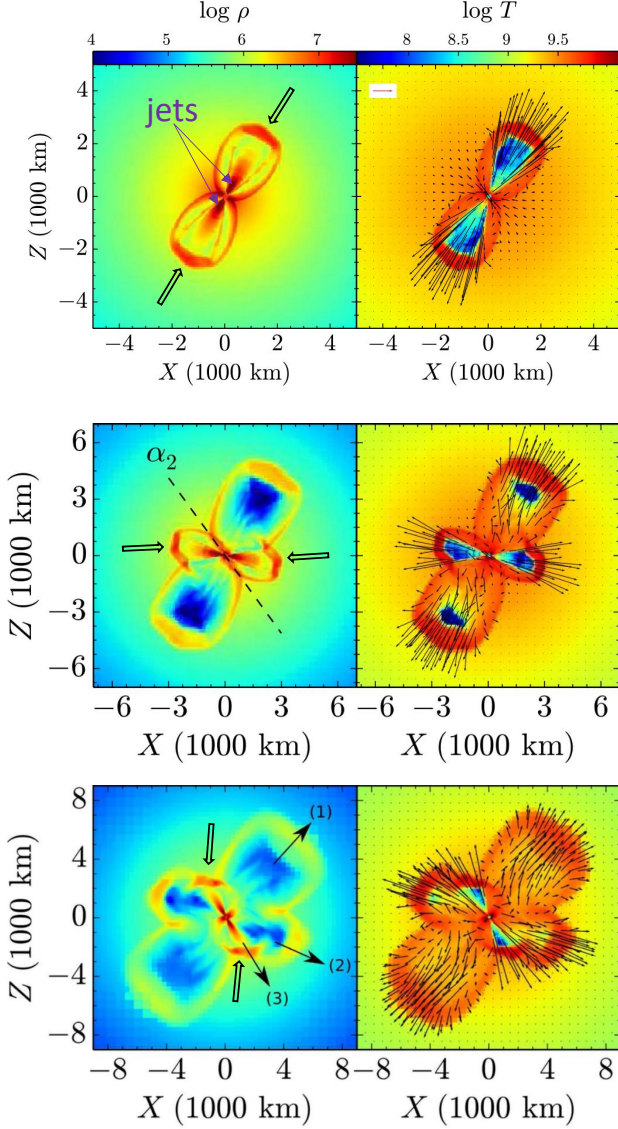 log ρ
log T
4 5 6 7
8 8.5 9 9.5
jets
Z (1000 km)
4
2
0
−2
−4
−4 −2 0 2 4
−4 −2 0 2 4
X (1000 km)
X (1000 km)
α₂
Z (1000 km)
6
3
0
−3
−6
−6 −3 0 3 6
−6 −3 0 3 6
X (1000 km)
X (1000 km)
(1)
(2)
(3)
Z (1000 km)
8
4
0
−4
−8
−8 −4 0 4 8
−8 −4 0 4 8
X (1000 km)
X (1000 km)